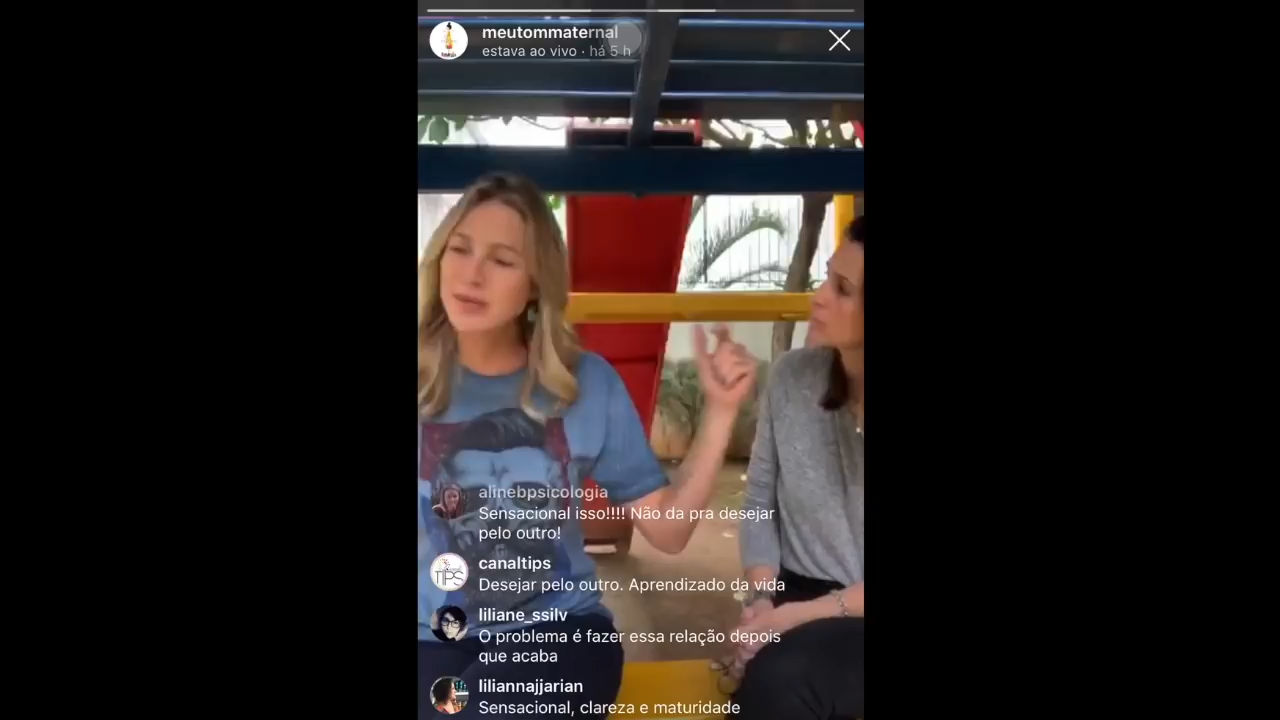 meutommaternal
estava ao vivo · há 5 h
alinebpsicologia
Sensacional isso!!!! Não da pra desejar
pelo outro!
TIPS
canaltips
Desejar pelo outro. Aprendizado da vida
liliane_ssilv
O problema é fazer essa relação depois
que acaba
liliannajjarian
Sensacional, clareza e maturidade